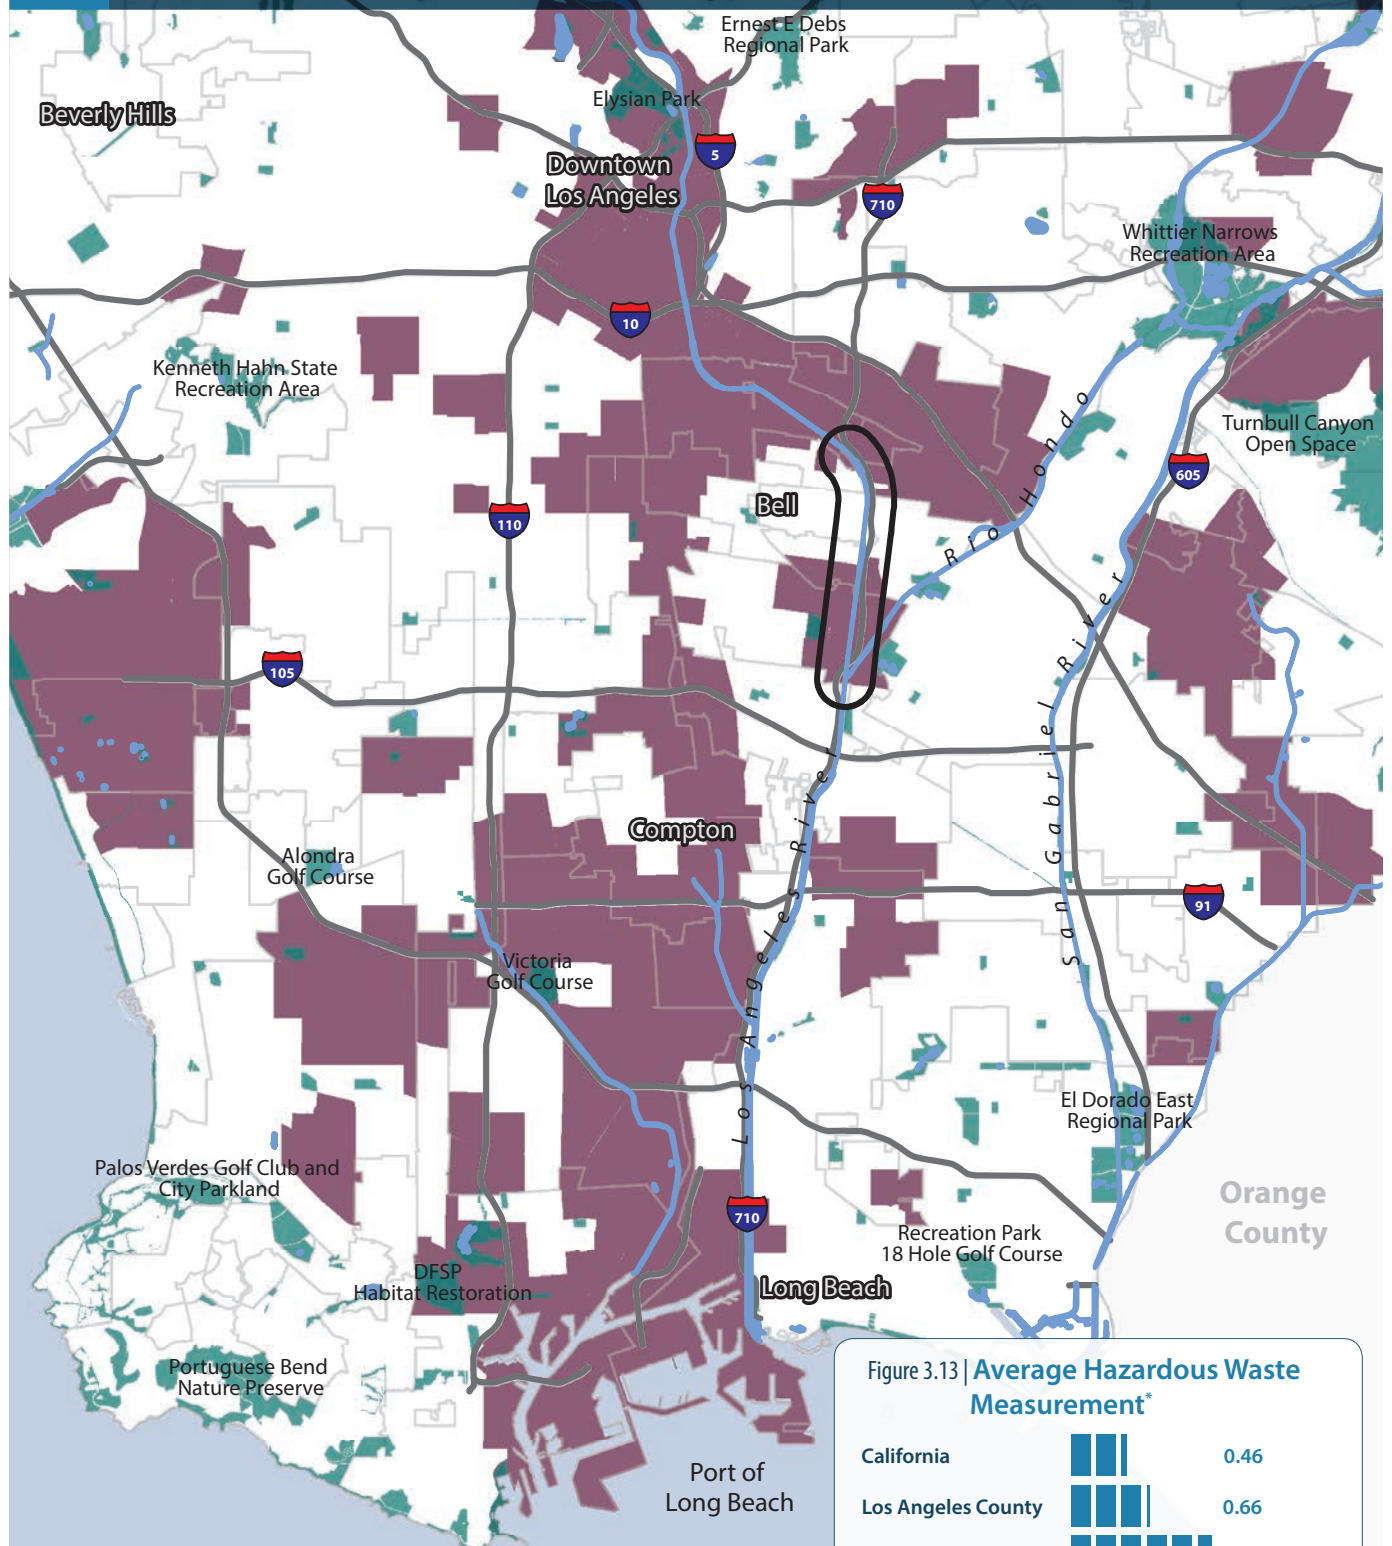 Ernest E Debs
Regional Park
Beverly Hills
Elysian Park
5
Downtown
Los Angeles
710
Whittier Narrows
Recreation Area
10
Kenneth Hahn State
Recreation Area
Rio Hondo
Turnbull Canyon
Open Space
605
Bell
110
105
San Gabriel River
Los Angeles River
Compton
Alondra
Golf Course
91
Victoria
Golf Course
El Dorado East
Regional Park
Palos Verdes Golf Club and
City Parkland
Orange
County
710
Recreation Park
18 Hole Golf Course
DFSP
Habitat Restoration
Long Beach
Portuguese Bend
Nature Preserve
Port of
Long Beach
Figure 3.13 | Average Hazardous Waste
Measurement*
California 0.46
Los Angeles County 0.66